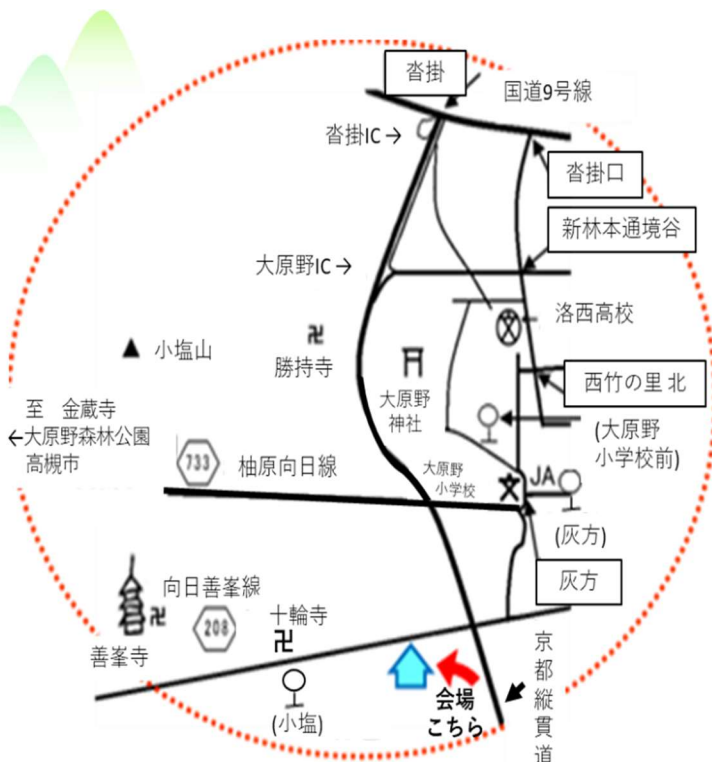 沓掛
国道9号線
沓掛IC→
沓掛口
新林本通境谷
大原野IC→
洛西高校
小塩山
勝持寺
大原野
神社
西竹の里 北
(大原野
小学校前)
至 金蔵寺
←大原野森林公園
高槻市
733
柚原向日線
大原野
小学校
JA
(灰方)
灰方
向日善峯線
208
十輪寺
善峯寺
(小塩)
会場
こちら
京都縦貫道